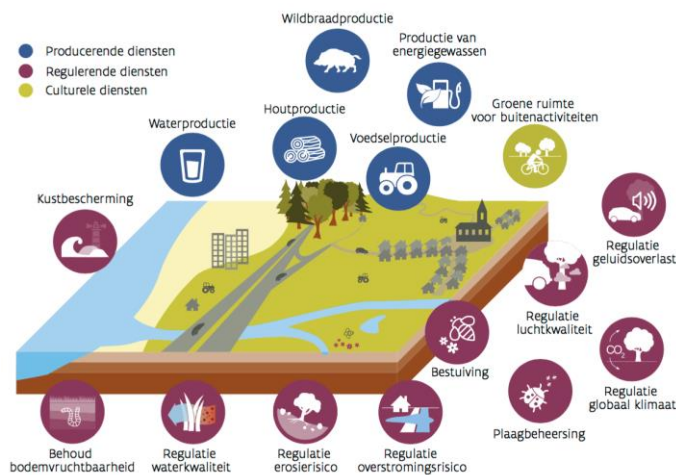 Wildbraadproductie
Producerende diensten
Regulerende diensten
Culturele diensten
Productie van
energiegewassen
Houtproductie
Groene ruimte
voor buitenactiviteiten
Waterproductie
Voedselproductie
Kustbescherming
Regulatie
geluidsoverlast
Regulatie
luchtkwaliteit
Bestuiving
CO₂
Regulatie
globaal klimaat
Plaagbeheersing
Behoud
bodemvruchtbaarheid
Regulatie
waterkwaliteit
Regulatie
erosierisico
Regulatie
overstromingsrisico